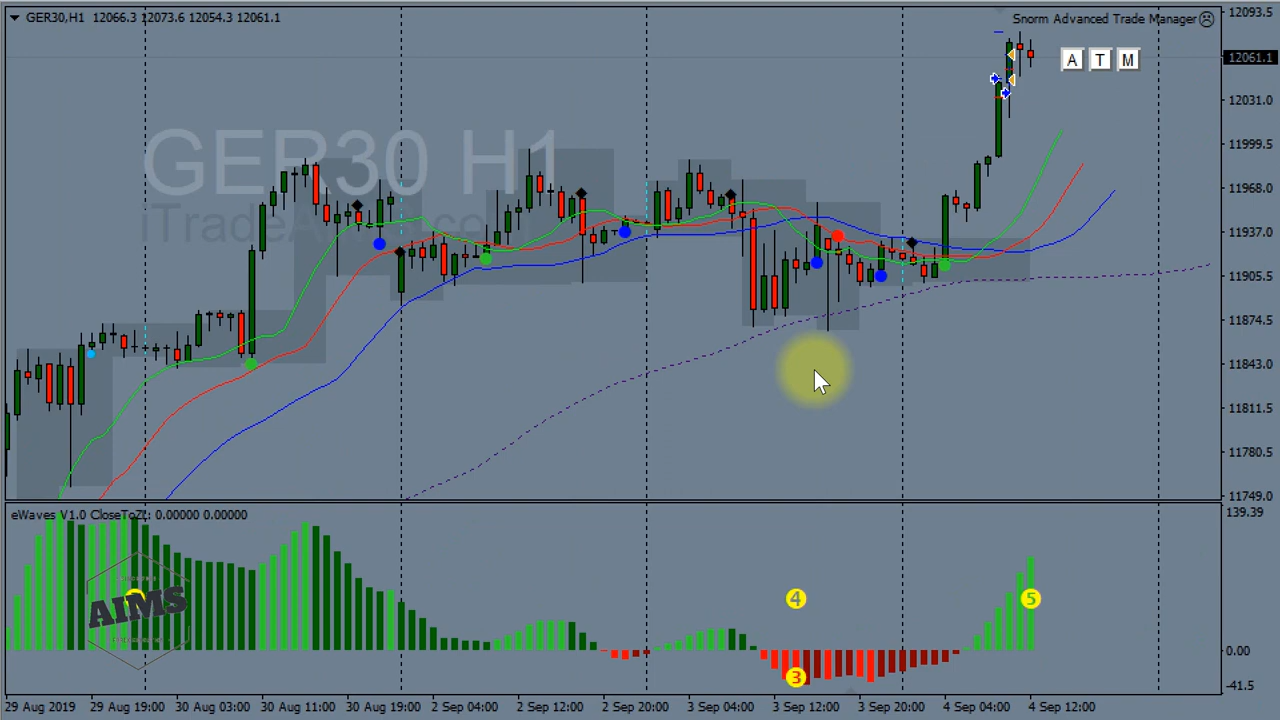 GER30,H1 12066.3 12073.6 12054.3 12061.1
Snorm Advanced Trade Manager
A T M
GER30 H1
12093.5
12061.1
12031.0
11999.5
11968.0
11937.0
11905.5
11874.5
11843.0
11811.5
11780.5
11749.0
eWaves V1.0 CloseToZL: 0.00000 0.00000
139.39
0.00
-41.5
AIMS
4
5
3
29 Aug 2019
29 Aug 19:00
30 Aug 03:00
30 Aug 11:00
30 Aug 19:00
2 Sep 04:00
2 Sep 12:00
2 Sep 20:00
3 Sep 04:00
3 Sep 12:00
3 Sep 20:00
4 Sep 04:00
4 Sep 12:00